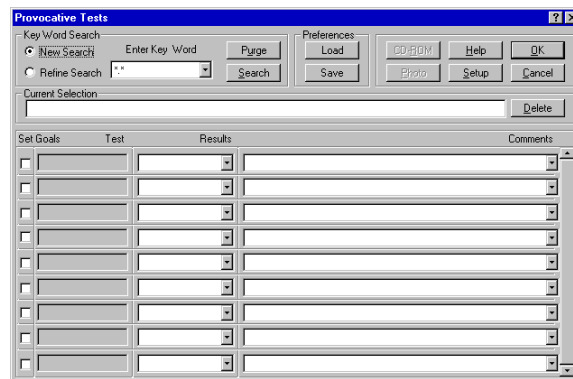 Provocative Tests
Key Word Search
New Search
Enter Key Word
Purge
Refine Search
*.*
Search
Preferences
Load
Save
CD-ROM
Help
OK
Photo
Setup
Cancel
Current Selection
Delete
Set Goals Test Results Comments